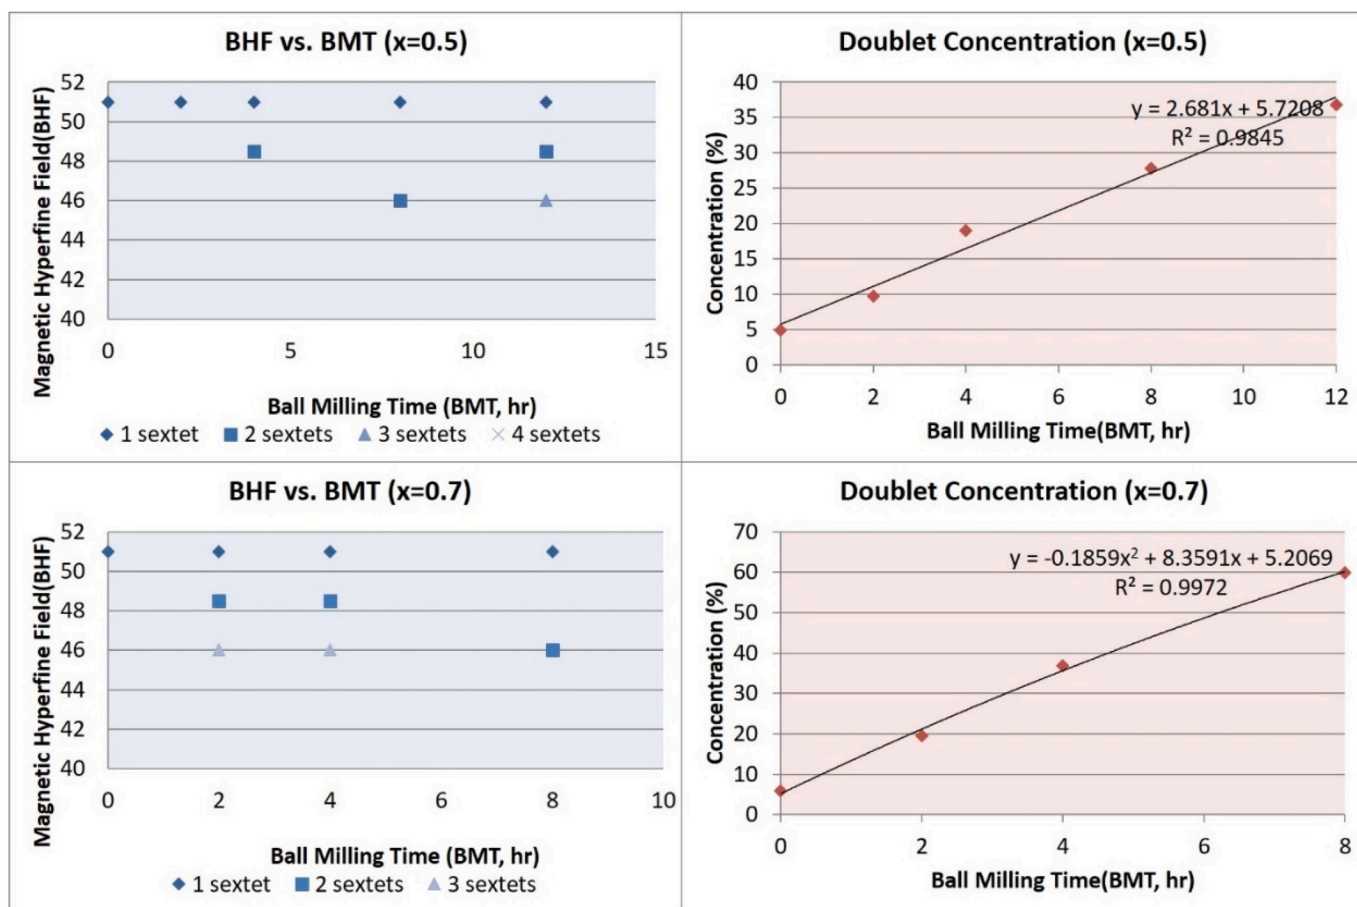 BHF vs. BMT (x=0.5)
Magnetic Hyperfine Field(BHF)
52
50
48
46
44
42
40
0 5 10 15
Ball Milling Time (BMT, hr)
1 sextet 2 sextets 3 sextets 4 sextets
Doublet Concentration (x=0.5)
Concentration (%)
40
35
30
25
20
15
10
5
0
y = 2.681x + 5.7208
R² = 0.9845
0 2 4 6 8 10 12
Ball Milling Time(BMT, hr)
BHF vs. BMT (x=0.7)
Magnetic Hyperfine Field(BHF)
52
50
48
46
44
42
40
0 2 4 6 8 10
Ball Milling Time (BMT, hr)
1 sextet 2 sextets 3 sextets
Doublet Concentration (x=0.7)
Concentration (%)
70
60
50
40
30
20
10
0
y = -0.1859x² + 8.3591x + 5.2069
R² = 0.9972
0 2 4 6 8
Ball Milling Time(BMT, hr)